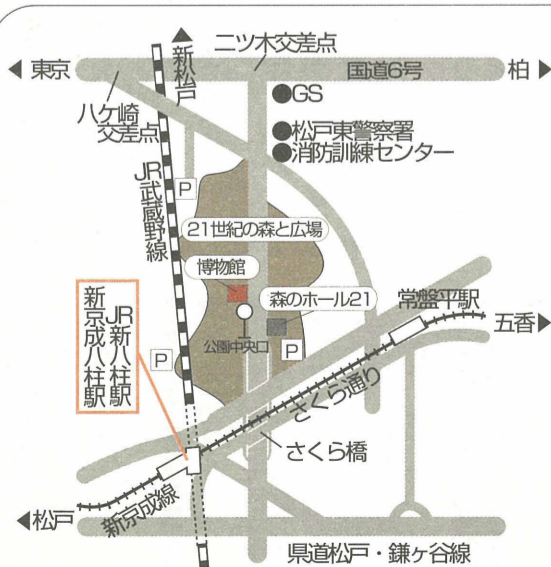 二ツ木交差点
▲新松戸
◀東京
国道6号
柏▶
●GS
八ケ崎
交差点
●松戸東警察署
●消防訓練センター
JR武蔵野線
P
21世紀の森と広場
博物館
森のホール21
常盤平駅
五香▶
公園中央口
P
P
JR新八柱駅
新京成八柱駅
さくら通り
さくら橋
新京成線
◀松戸
県道松戸・鎌ヶ谷線